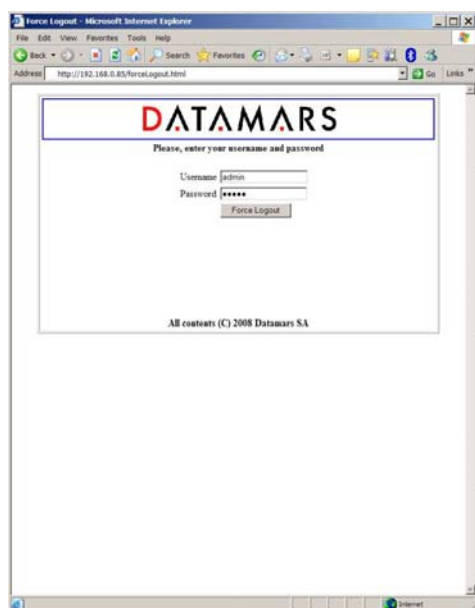 Force Logout - Microsoft Internet Explorer
File Edit View Favorites Tools Help
Back Search Favorites
Address http://192.168.0.85/forceLogout.html Go Links »
DATAMARS
Please, enter your username and password
Username admin
Password •••••
Force Logout
All contents (C) 2008 Datamars SA
Internet